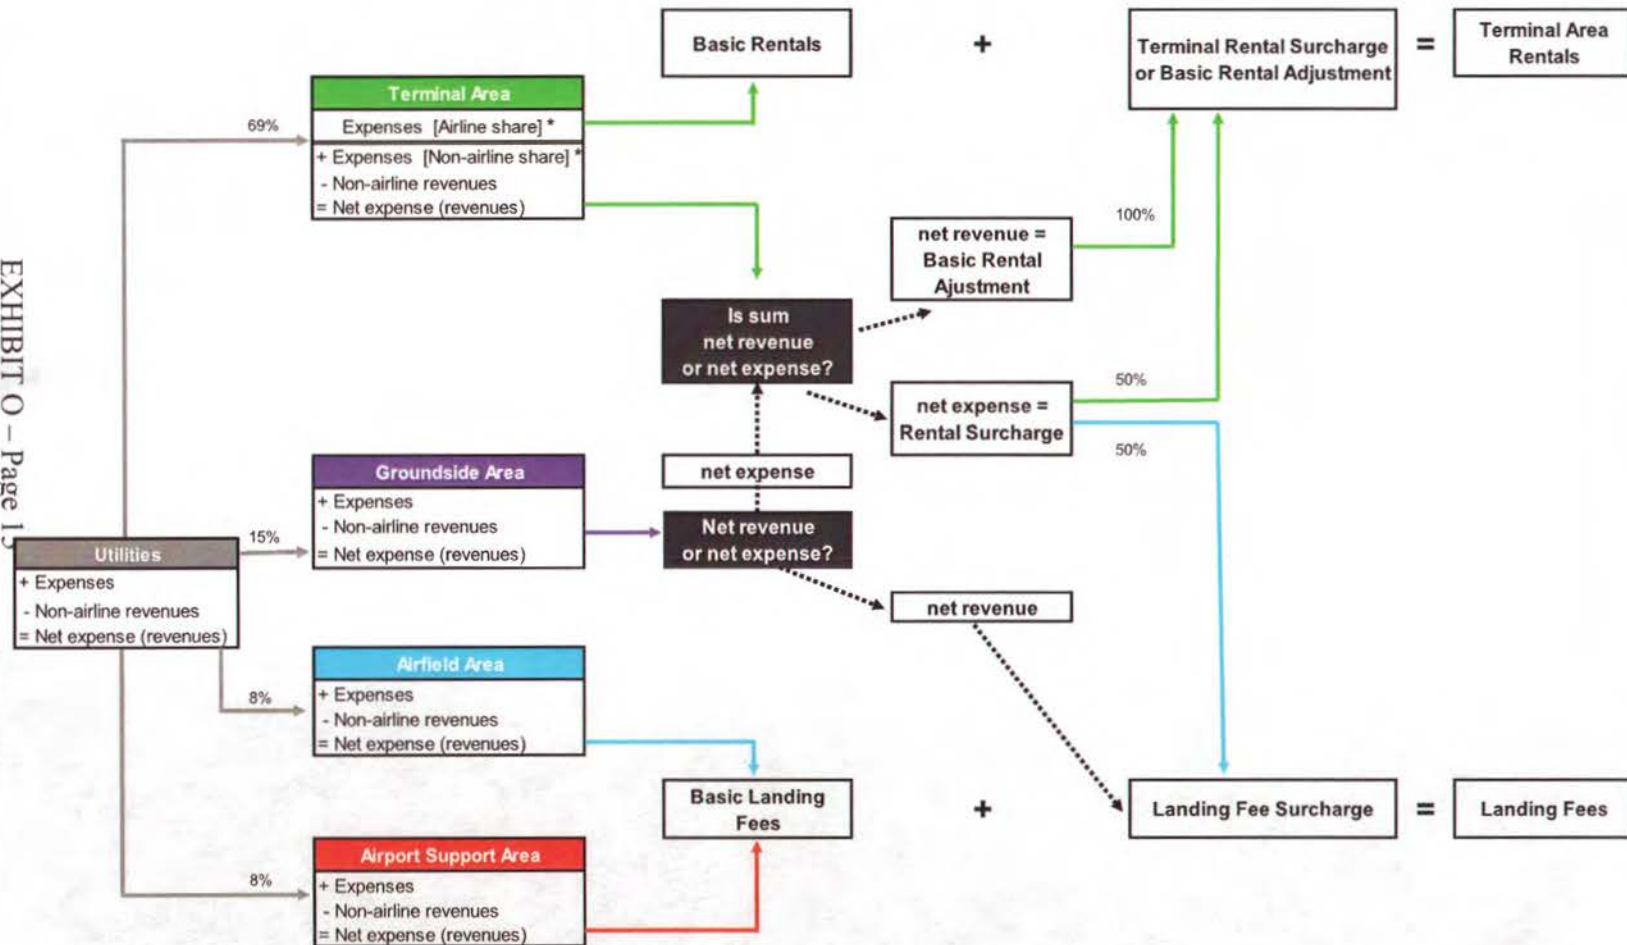 Basic Rentals
+
Terminal Rental Surcharge
or Basic Rental Adjustment
=
Terminal Area
Rentals
Terminal Area
69%
Expenses [Airline share] *
+ Expenses [Non-airline share] *
- Non-airline revenues
= Net expense (revenues)
100%
net revenue =
Basic Rental
Ajustment
Is sum
net revenue
or net expense?
50%
net expense =
Rental Surcharge
50%
EXHIBIT O – Page
Groundside Area
+ Expenses
- Non-airline revenues
= Net expense (revenues)
net expense
Net revenue
or net expense?
15%
Utilities
+ Expenses
- Non-airline revenues
= Net expense (revenues)
net revenue
Airfield Area
8%
+ Expenses
- Non-airline revenues
= Net expense (revenues)
Basic Landing
Fees
+
Landing Fee Surcharge
=
Landing Fees
Airport Support Area
8%
+ Expenses
- Non-airline revenues
= Net expense (revenues)